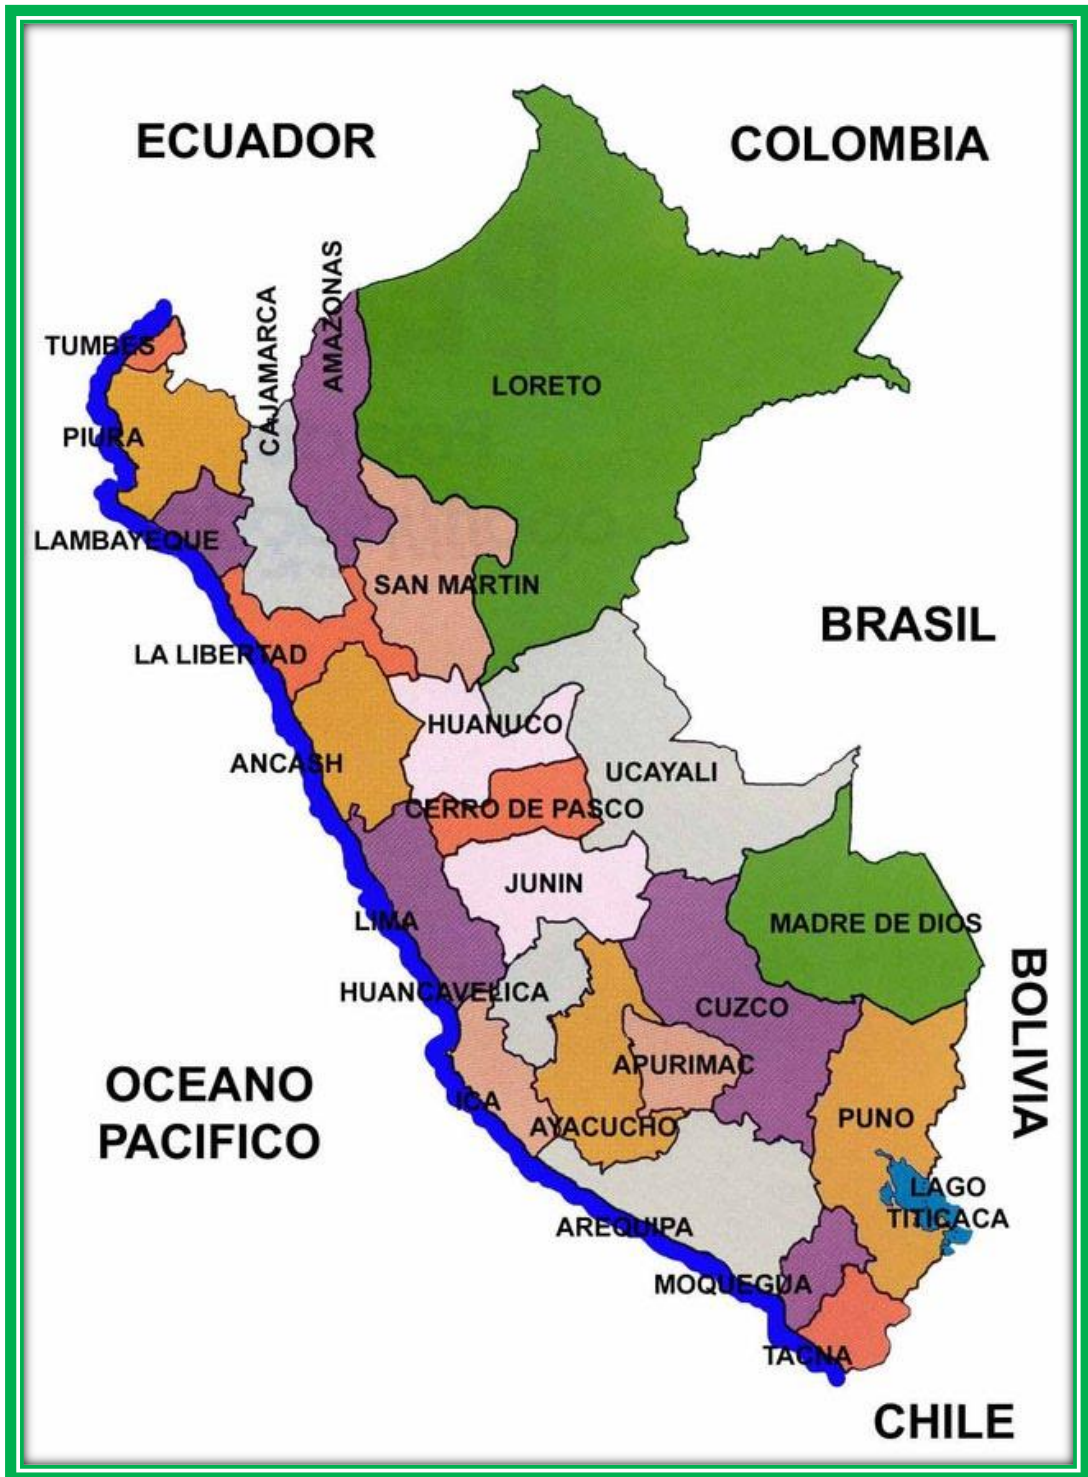 ECUADOR
COLOMBIA
AMAZONAS
CAJAMARCA
TUMBES
LORETO
PIURA
LAMBAYEQUE
SAN MARTIN
BRASIL
LA LIBERTAD
HUANUCO
ANCASH
UCAYALI
CERRO DE PASCO
JUNIN
LIMA
MADRE DE DIOS
HUANCAVELICA
CUZCO
BOLIVIA
APURIMAC
OCEANO
PACIFICO
ICA
AYACUCHO
PUNO
LAGO
TITICACA
AREQUIPA
MOQUEGUA
TACNA
CHILE